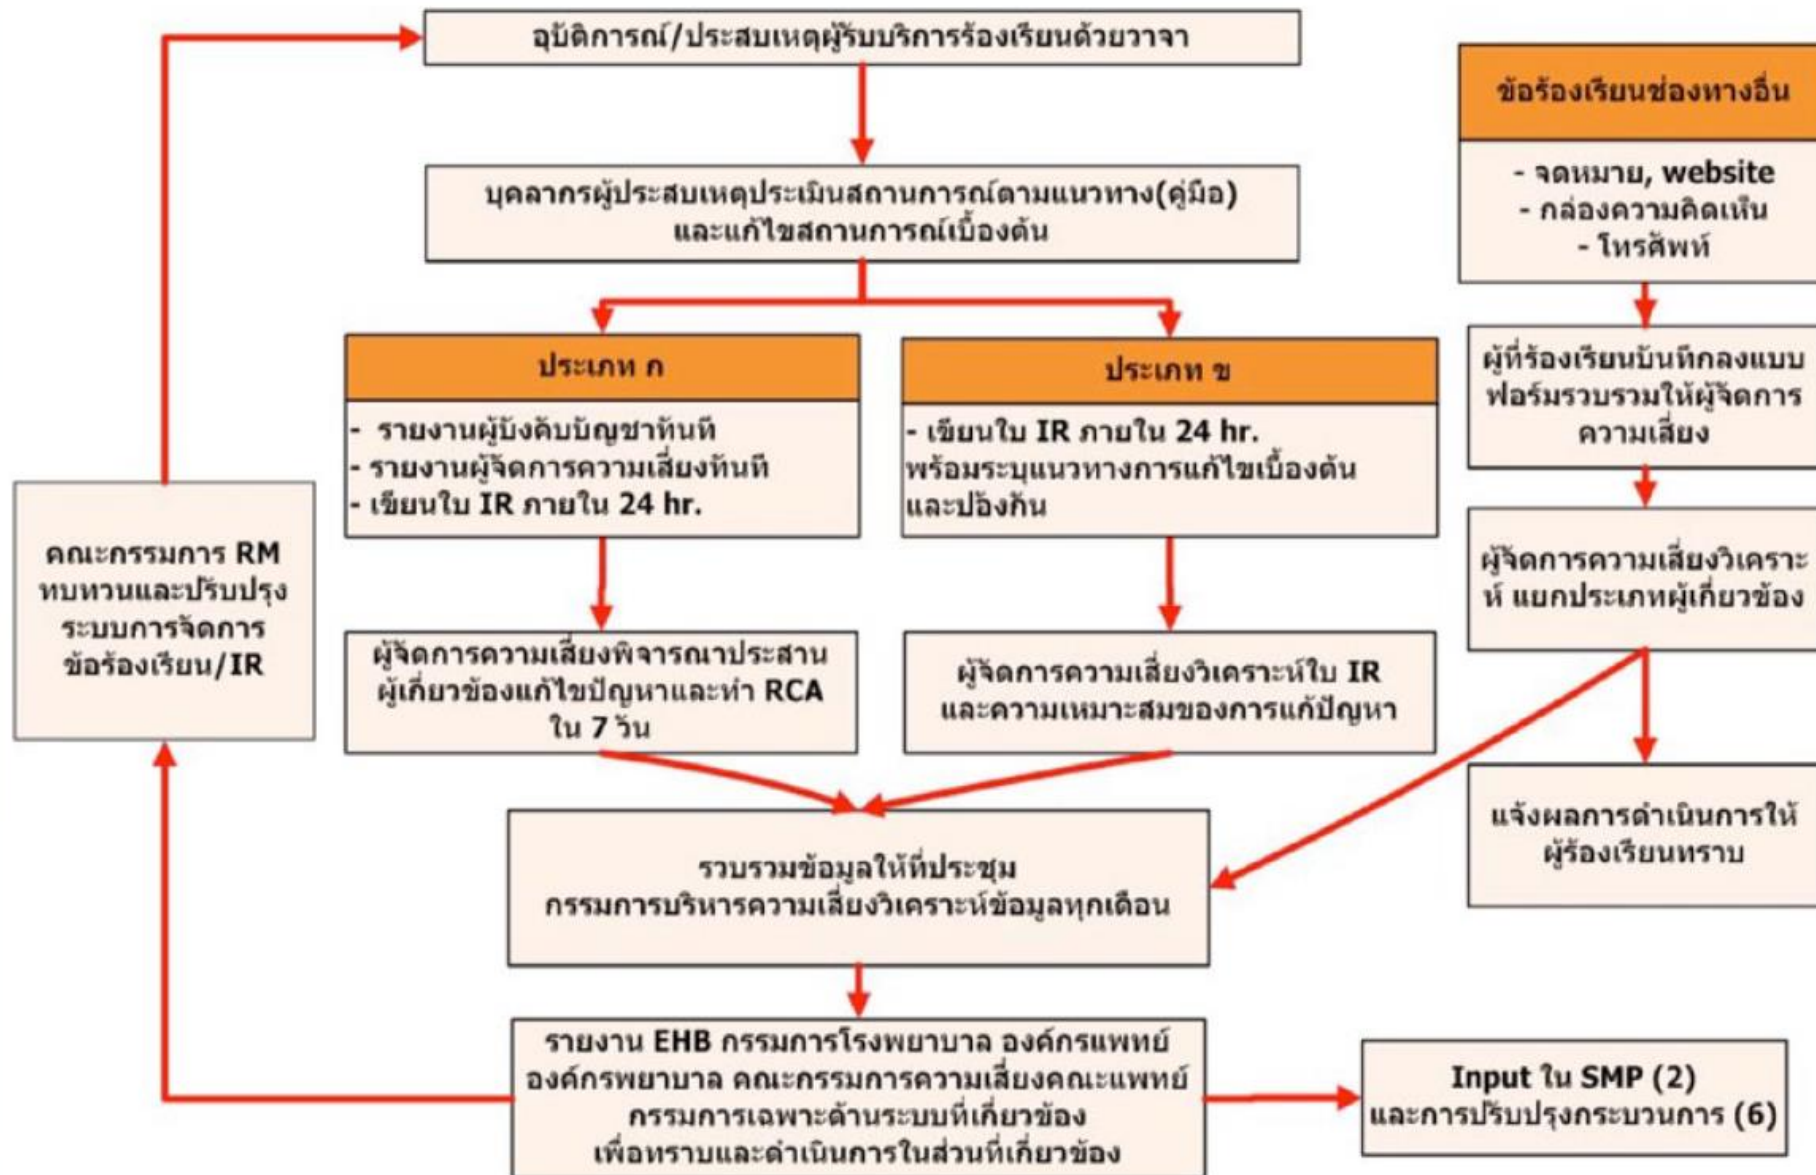 อุบัติการณ์/ประสบเหตุผู้รับบริการร้องเรียนด้วยวาจา
บุคลากรผู้ประสบเหตุประเมินสถานการณ์ตามแนวทาง(คู่มือ)
และแก้ไขสถานการณ์เบื้องต้น
ข้อร้องเรียนช่องทางอื่น
- จดหมาย, website
- กล่องความคิดเห็น
- โทรศัพท์
ประเภท ก
- รายงานผู้บังคับบัญชาทันที
- รายงานผู้จัดการความเสี่ยงทันที
- เขียนใบ IR ภายใน 24 hr.
ประเภท ข
- เขียนใบ IR ภายใน 24 hr.
พร้อมระบุแนวทางการแก้ไขเบื้องต้น
และป้องกัน
ผู้ที่ร้องเรียนบันทึกลงแบบ
ฟอร์มรวบรวมให้ผู้จัดการ
ความเสี่ยง
ผู้จัดการความเสี่ยงวิเคราะ
ห์ แยกประเภทผู้เกี่ยวข้อง
คณะกรรมการ RM
ทบทวนและปรับปรุง
ระบบการจัดการ
ข้อร้องเรียน/IR
ผู้จัดการความเสี่ยงพิจารณาประสาน
ผู้เกี่ยวข้องแก้ไขปัญหาและทำ RCA
ใน 7 วัน
ผู้จัดการความเสี่ยงวิเคราะห์ใบ IR
และความเหมาะสมของการแก้ปัญหา
แจ้งผลการดำเนินการให้
ผู้ร้องเรียนทราบ
รวบรวมข้อมูลให้ที่ประชุม
กรรมการบริหารความเสี่ยงวิเคราะห์ข้อมูลทุกเดือน
รายงาน EHB กรรมการโรงพยาบาล องค์กรแพทย์
องค์กรพยาบาล คณะกรรมการความเสี่ยงคณะแพทย์
กรรมการเฉพาะด้านระบบที่เกี่ยวข้อง
เพื่อทราบและดำเนินการในส่วนที่เกี่ยวข้อง
Input ใน SMP (2)
และการปรับปรุงกระบวนการ (6)